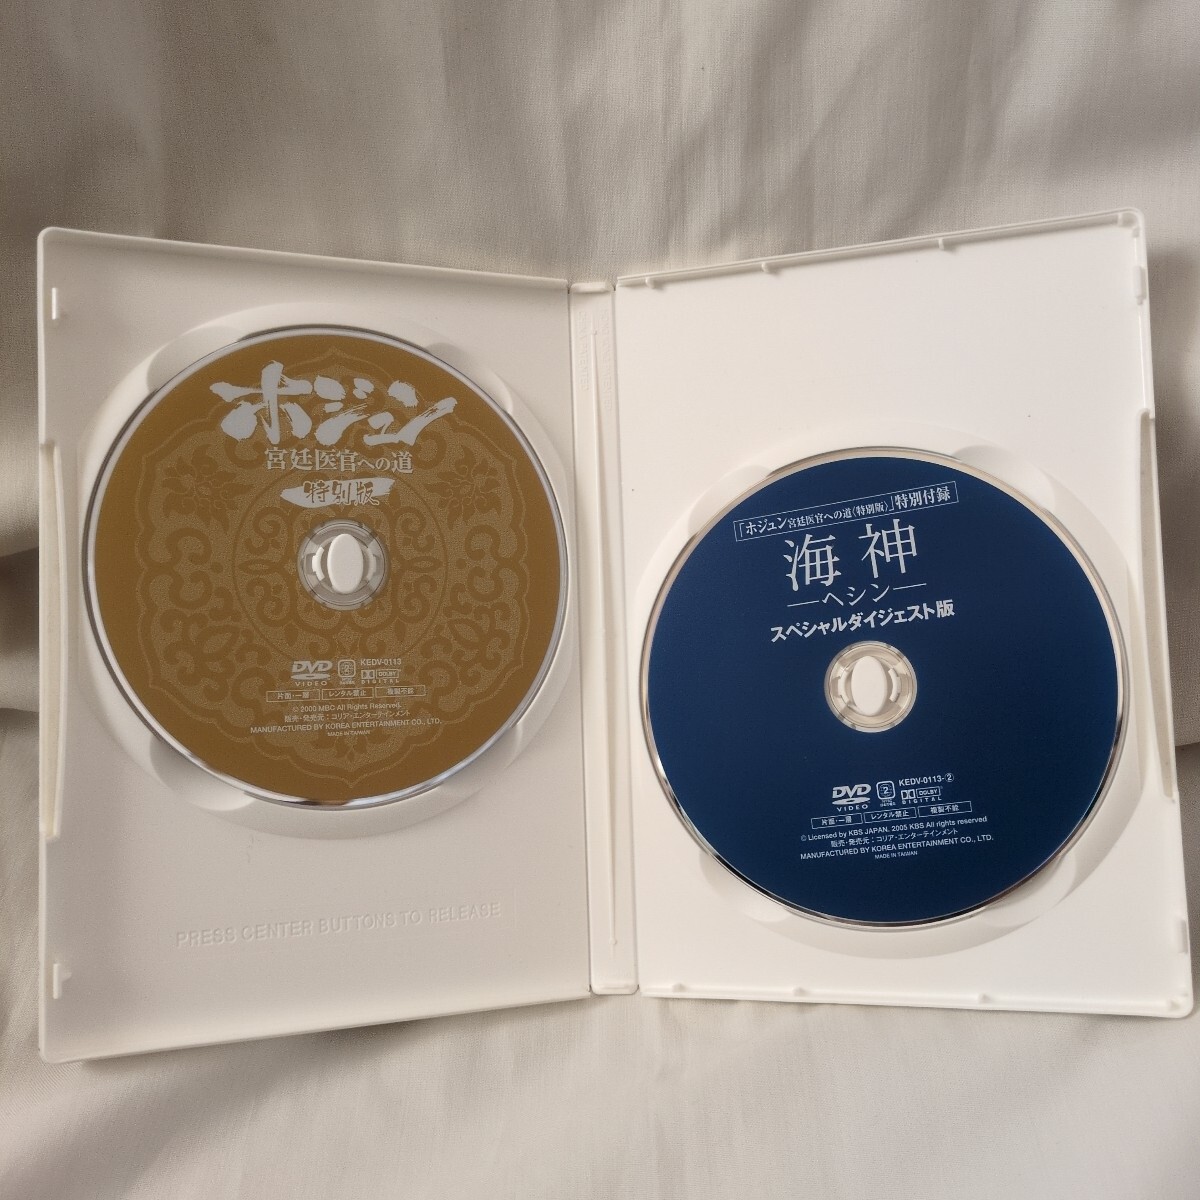 ホジュン
宮廷医官への道
特別版
DVD
VIDEO
2
KEDV-0113
DOLBY
DIGITAL
片面・一層 レンタル禁止 複製不能
© 2000 MBC All Rights Reserved.
販売・発売元：コリア・エンターテインメント
MANUFACTURED BY KOREA ENTERTAINMENT CO., LTD.
MADE IN TAIWAN
PRESS CENTER BUTTONS TO RELEASE
「ホジュン宮廷医官への道〈特別版〉」特別付録
海神
―ヘシン―
スペシャルダイジェスト版
DVD
VIDEO
2
KEDV-0113-②
DOLBY
DIGITAL
片面・一層 レンタル禁止 複製不能
© Licensed by KBS JAPAN. 2005 KBS All rights reserved
販売・発売元：コリア・エンターテインメント
MANUFACTURED BY KOREA ENTERTAINMENT CO., LTD.
MADE IN TAIWAN